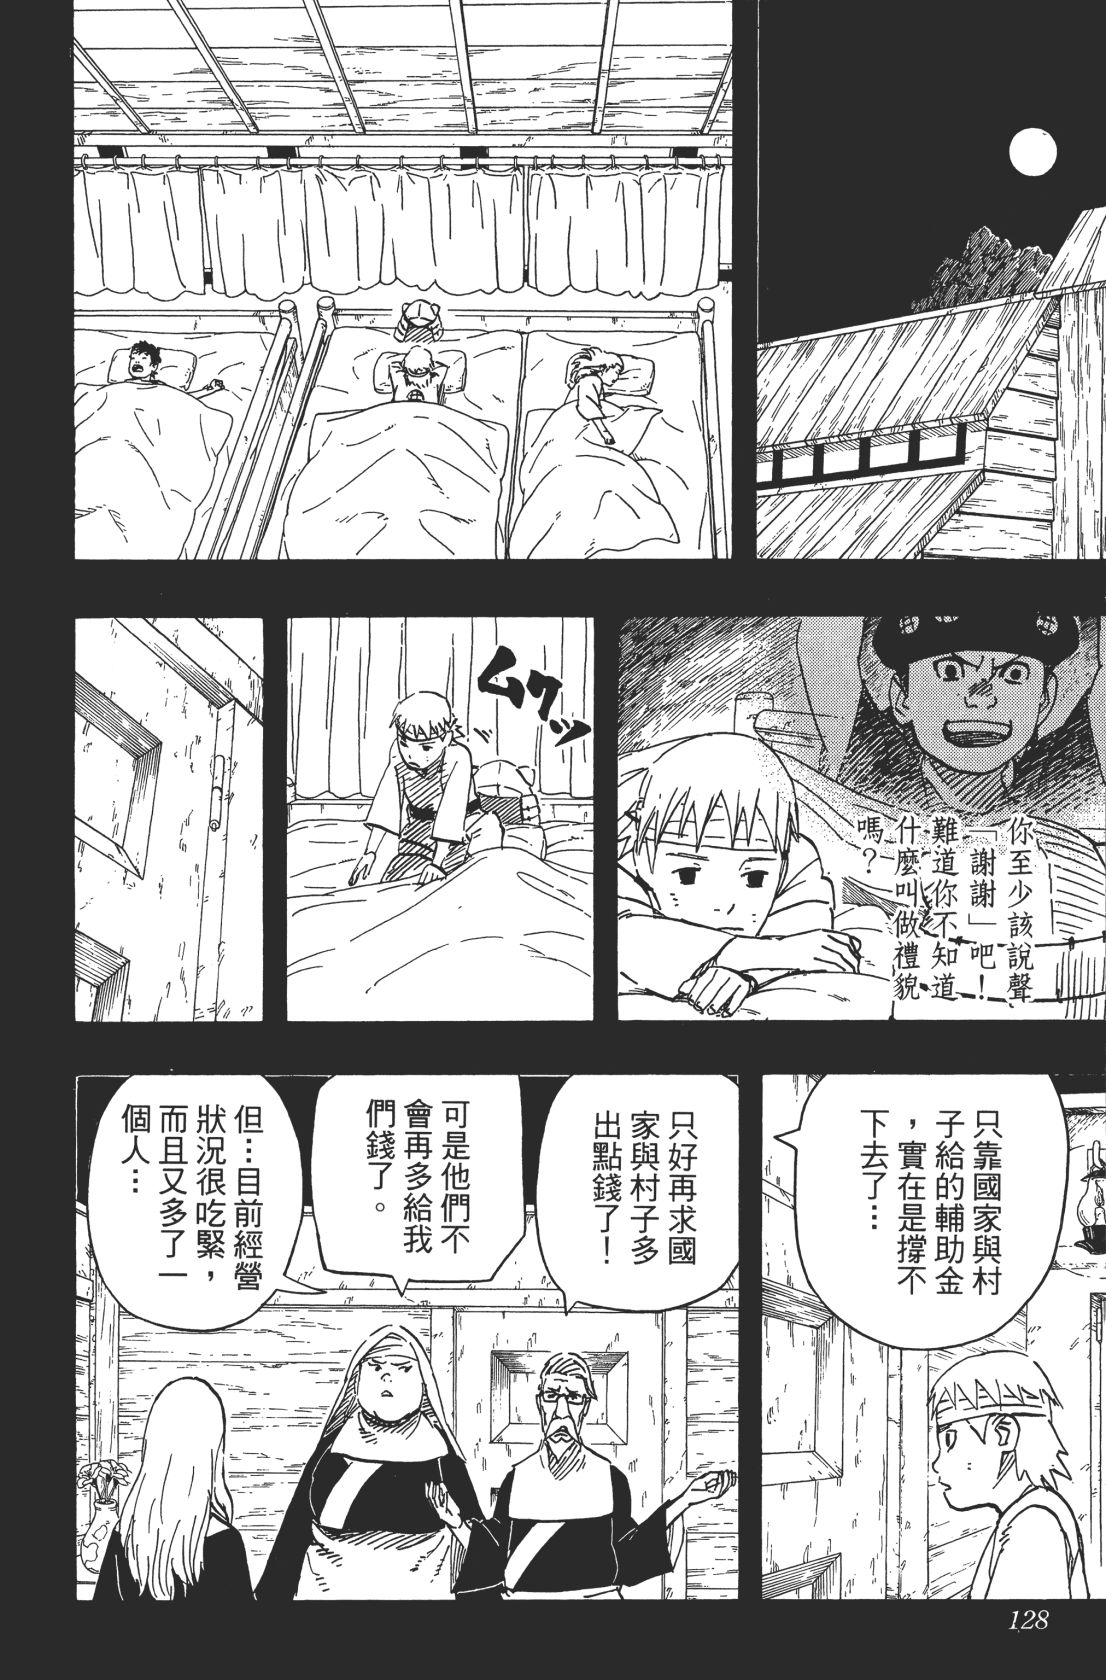 你至少該說聲
「謝謝」吧！
難道你不知道
什麼叫做禮貌
嗎？
ムクッ
只靠國家與村
子給的輔助金
，實在是撐不
下去了…
只好再求國
家與村子多
出點錢了！
可是他們不
會再多給我
們錢了。
但…目前經營
狀況很吃緊，
而且又多了一
個人…
128